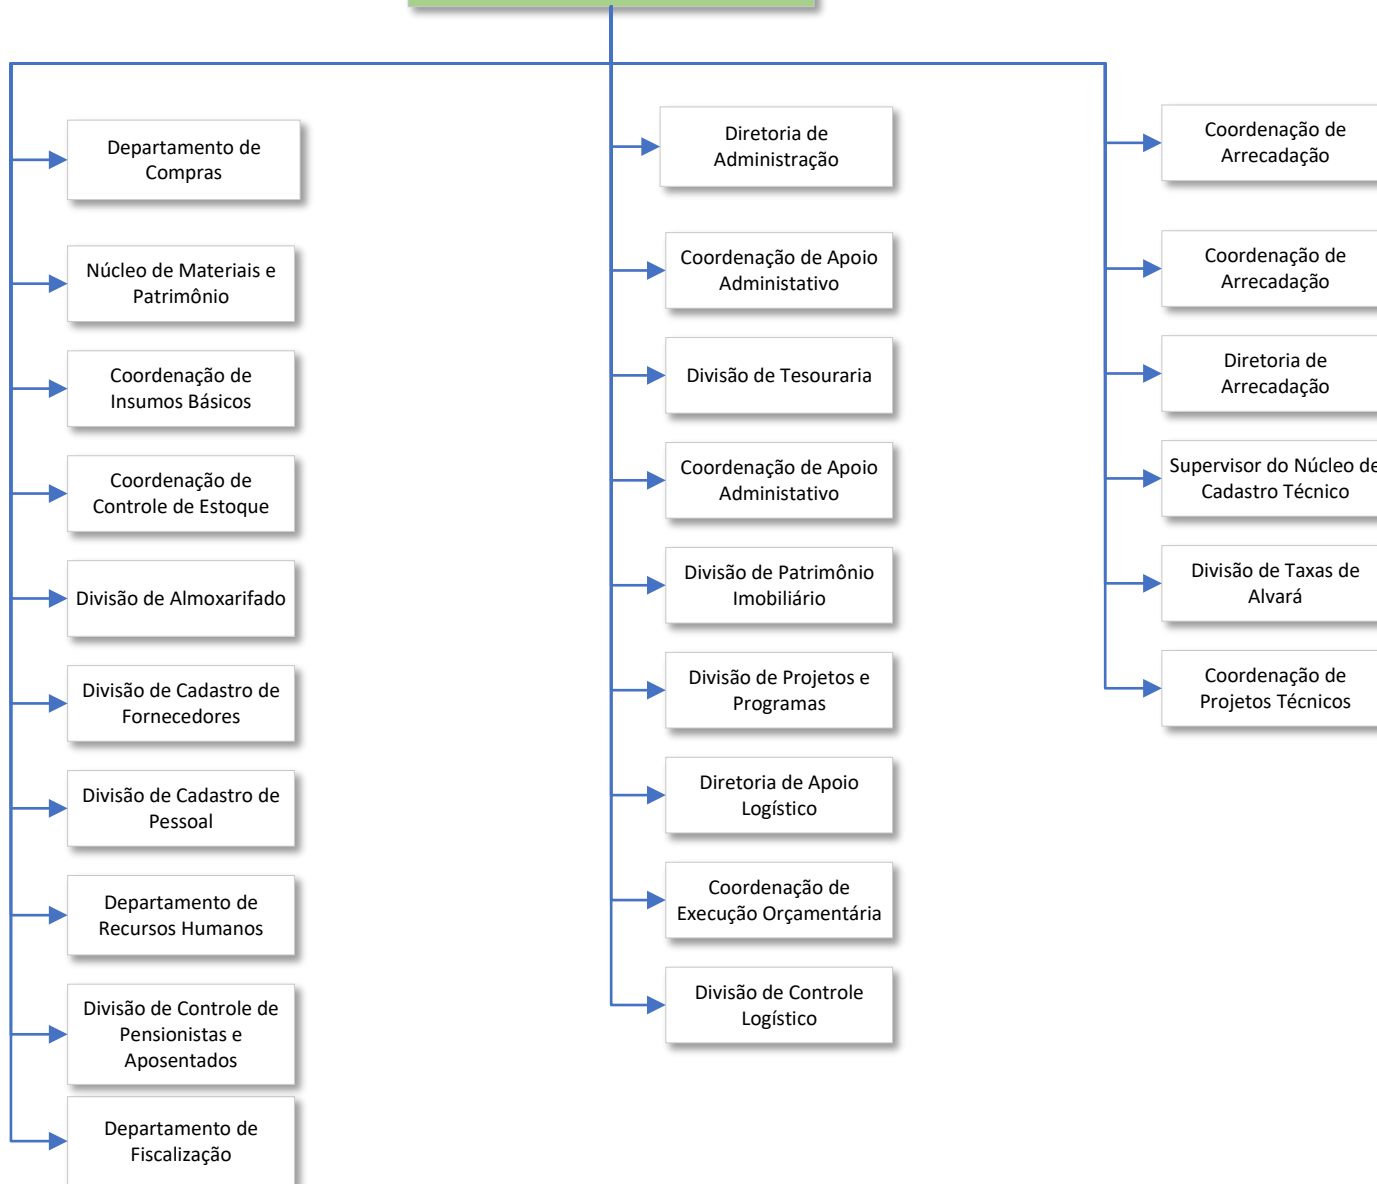 Departamento de
Compras
Núcleo de Materiais e
Patrimônio
Coordenação de
Insumos Básicos
Coordenação de
Controle de Estoque
Divisão de Almoxarifado
Divisão de Cadastro de
Fornecedores
Divisão de Cadastro de
Pessoal
Departamento de
Recursos Humanos
Divisão de Controle de
Pensionistas e
Aposentados
Departamento de
Fiscalização
Diretoria de
Administração
Coordenação de Apoio
Administativo
Divisão de Tesouraria
Coordenação de Apoio
Administativo
Divisão de Patrimônio
Imobiliário
Divisão de Projetos e
Programas
Diretoria de Apoio
Logístico
Coordenação de
Execução Orçamentária
Divisão de Controle
Logístico
Coordenação de
Arrecadação
Coordenação de
Arrecadação
Diretoria de
Arrecadação
Supervisor do Núcleo de
Cadastro Técnico
Divisão de Taxas de
Alvará
Coordenação de
Projetos Técnicos